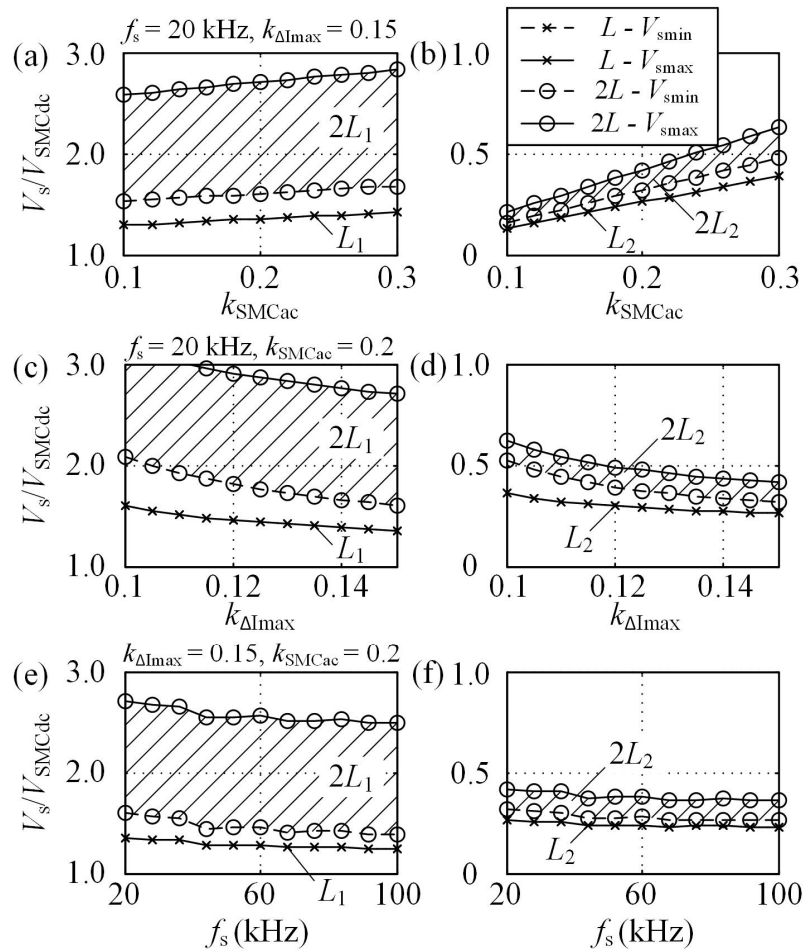 fs = 20 kHz, kΔImax = 0.15
(a)
3.0
2.0
1.0
Vs/VSMCdc
2L1
L1
0.1
0.2
0.3
kSMCac
(b)
1.0
0.5
0
L - Vsmin
L - Vsmax
2L - Vsmin
2L - Vsmax
L2
2L2
0.1
0.2
0.3
kSMCac
fs = 20 kHz, kSMCac = 0.2
(c)
3.0
2.0
1.0
Vs/VSMCdc
2L1
L1
0.1
0.12
0.14
kΔImax
(d)
1.0
0.5
0
2L2
L2
0.1
0.12
0.14
kΔImax
kΔImax = 0.15, kSMCac = 0.2
(e)
3.0
2.0
1.0
Vs/VSMCdc
2L1
L1
20
60
100
fs (kHz)
(f)
1.0
0.5
0
2L2
L2
20
60
100
fs (kHz)